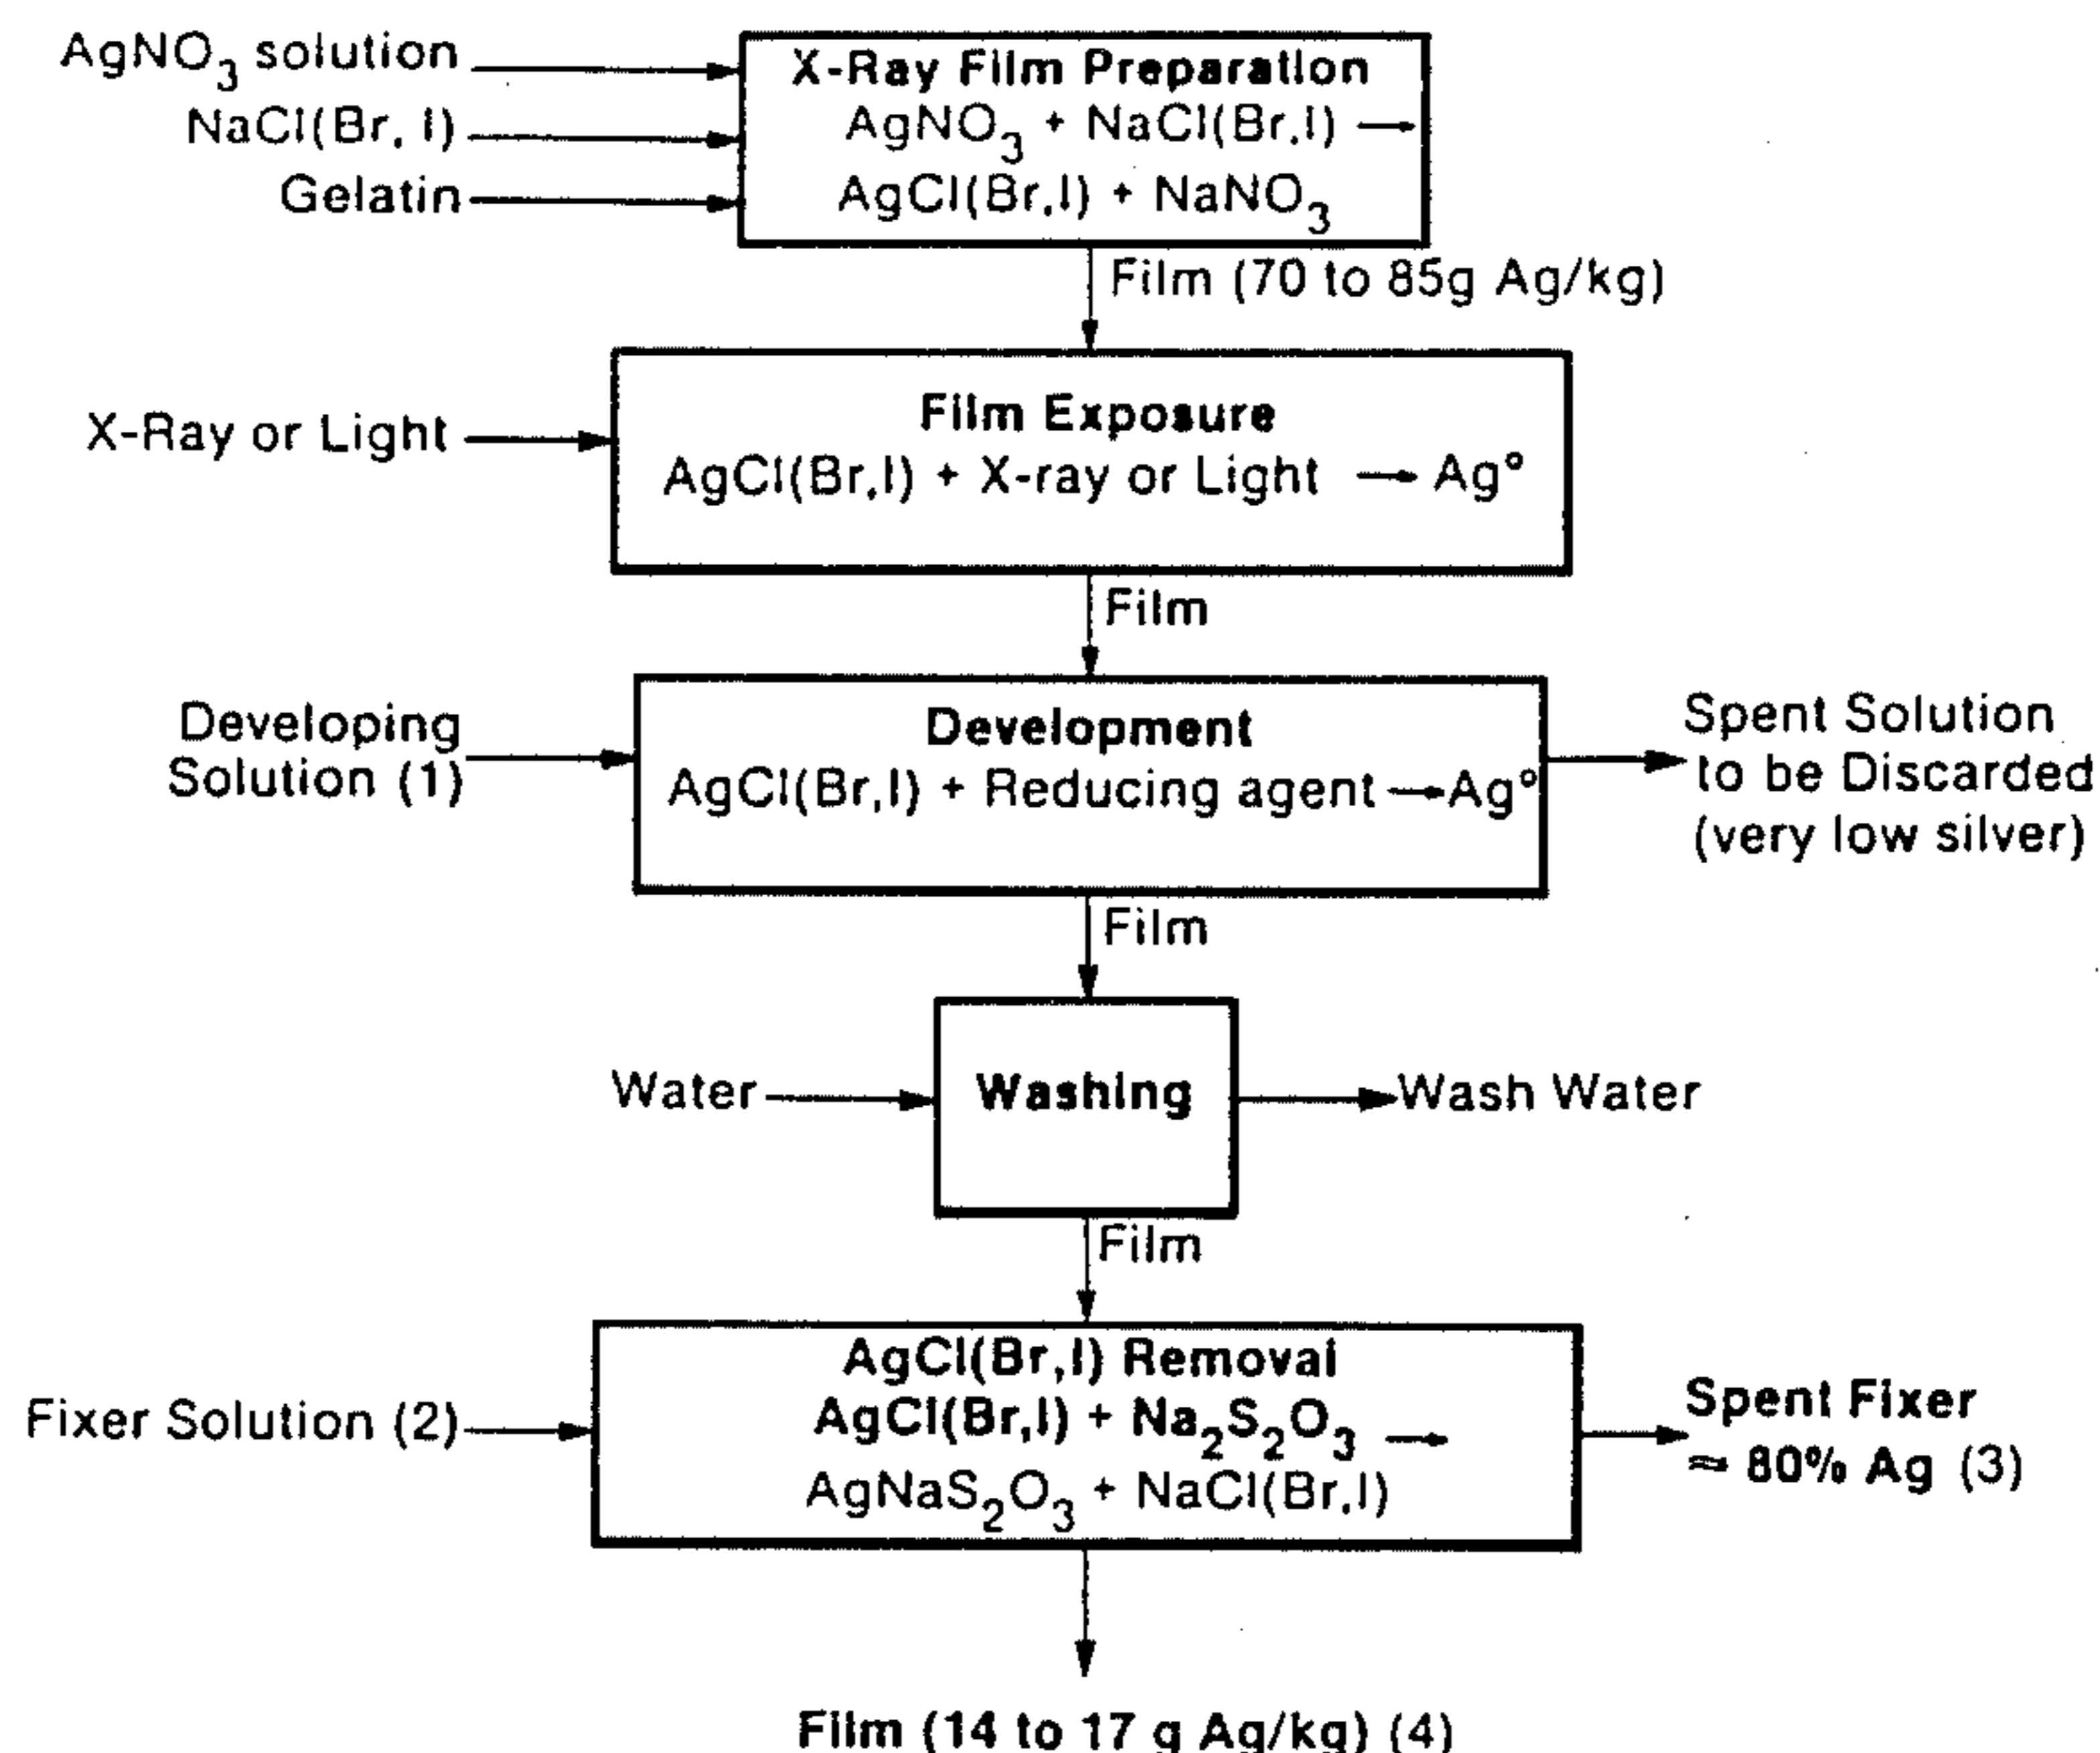 AgNO3 solution
NaCl(Br, I)
Gelatin
X-Ray Film Preparation
AgNO3 + NaCl(Br,I) →
AgCl(Br,I) + NaNO3
Film (70 to 85g Ag/kg)
X-Ray or Light
Film Exposure
AgCl(Br,I) + X-ray or Light → Ag°
Film
Developing
Solution (1)
Development
AgCl(Br,I) + Reducing agent → Ag°
Spent Solution
to be Discarded
(very low silver)
Film
Water
Washing
Wash Water
Film
Fixer Solution (2)
AgCl(Br,I) Removal
AgCl(Br,I) + Na2S2O3 →
AgNaS2O3 + NaCl(Br,I)
Spent Fixer
≈ 80% Ag (3)
Film (14 to 17 g Ag/kg) (4)